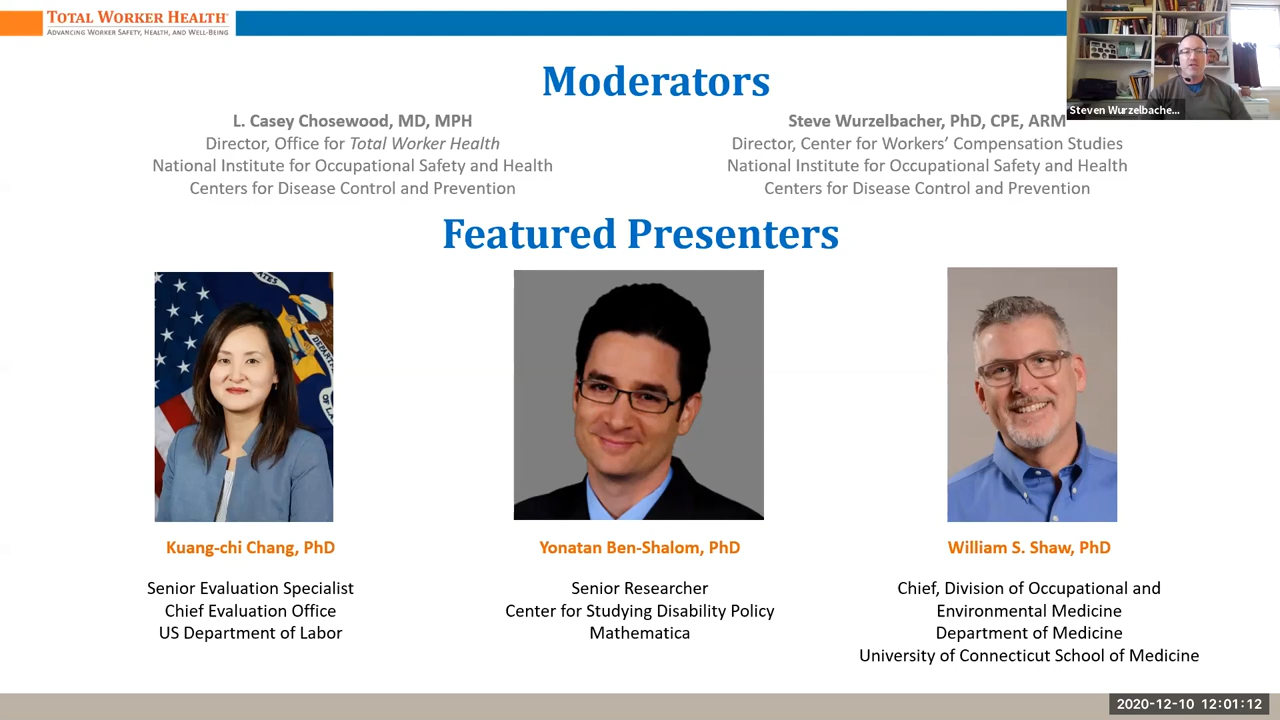 TOTAL WORKER HEALTH®
ADVANCING WORKER SAFETY, HEALTH, AND WELL-BEING
Steven Wurzelbache...
Moderators
L. Casey Chosewood, MD, MPH
Director, Office for Total Worker Health
National Institute for Occupational Safety and Health
Centers for Disease Control and Prevention
Steve Wurzelbacher, PhD, CPE, ARM
Director, Center for Workers’ Compensation Studies
National Institute for Occupational Safety and Health
Centers for Disease Control and Prevention
Featured Presenters
Kuang-chi Chang, PhD
Senior Evaluation Specialist
Chief Evaluation Office
US Department of Labor
Yonatan Ben-Shalom, PhD
Senior Researcher
Center for Studying Disability Policy
Mathematica
William S. Shaw, PhD
Chief, Division of Occupational and
Environmental Medicine
Department of Medicine
University of Connecticut School of Medicine
2020-12-10 12:01:12